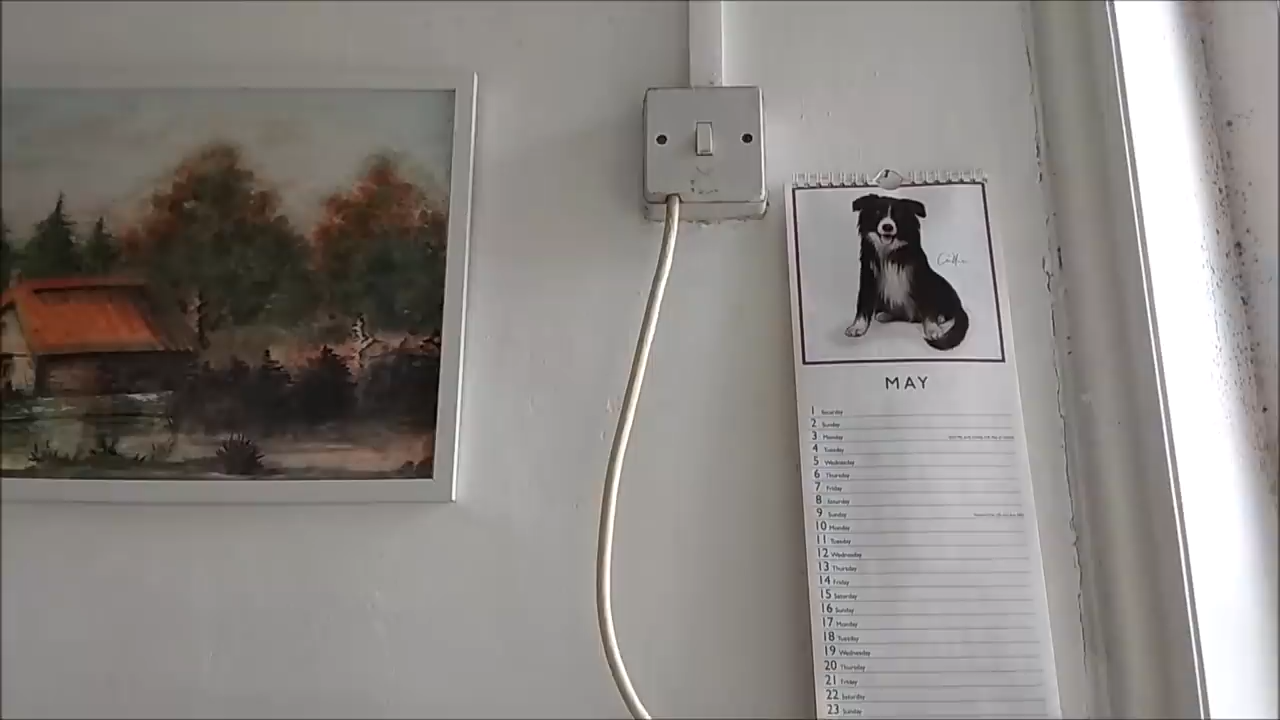 MAY
1 Saturday
2 Sunday
3 Monday
4 Tuesday
5 Wednesday
6 Thursday
7 Friday
8 Saturday
9 Sunday
10 Monday
11 Tuesday
12 Wednesday
13 Thursday
14 Friday
15 Saturday
16 Sunday
17 Monday
18 Tuesday
19 Wednesday
20 Thursday
21 Friday
22 Saturday
23 Sunday